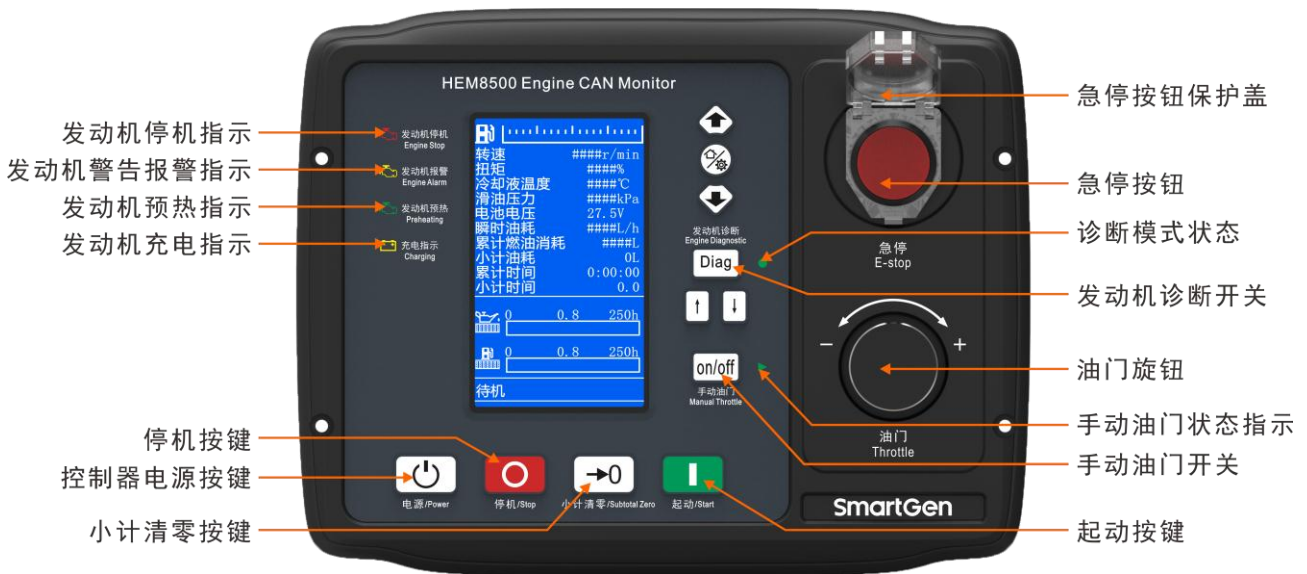 HEM8500 Engine CAN Monitor
发动机停机指示
发动机警告报警指示
发动机预热指示
发动机充电指示
停机按键
控制器电源按键
小计清零按键
发动机停机
Engine Stop
发动机报警
Engine Alarm
发动机预热
Preheating
充电指示
Charging
转速 ####r/min
扭矩 ####%
冷却液温度 ####℃
滑油压力 ####kPa
电池电压 27.5V
瞬时油耗 ####L/h
累计燃油消耗 ####L
小计油耗 0L
累计时间 0:00:00
小计时间 0.0
0 0.8 250h
0 0.8 250h
待机
发动机诊断
Engine Diagnostic
Diag
on/off
手动油门
Manual Throttle
电源/Power
停机/Stop
→0
小计清零/Subtotal Zero
起动/Start
急停
E-stop
− +
油门
Throttle
SmartGen
急停按钮保护盖
急停按钮
诊断模式状态
发动机诊断开关
油门旋钮
手动油门状态指示
手动油门开关
起动按键